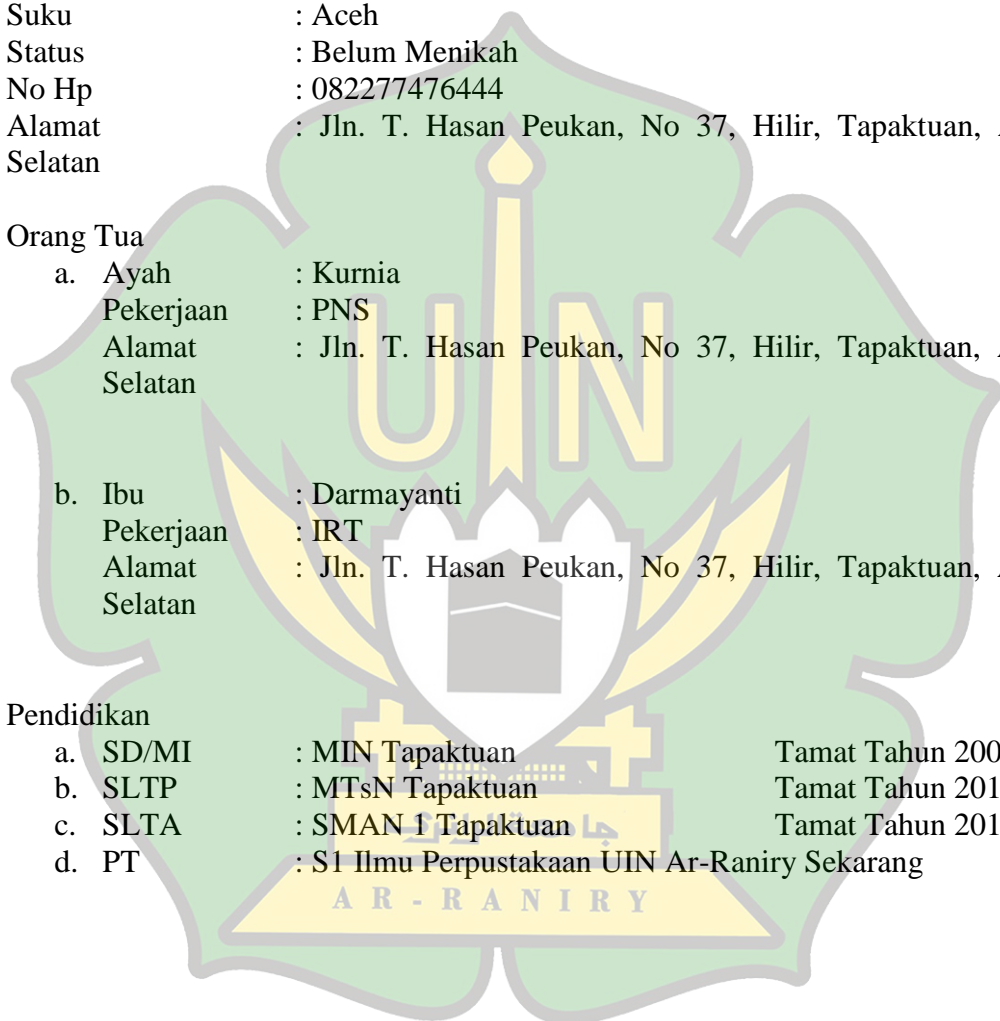 Suku : Aceh
Status : Belum Menikah
No Hp : 082277476444
Alamat : Jln. T. Hasan Peukan, No 37, Hilir, Tapaktuan,
Selatan
Orang Tua
a. Ayah : Kurnia
Pekerjaan : PNS
Alamat : Jln. T. Hasan Peukan, No 37, Hilir, Tapaktuan,
Selatan
UIN
b. Ibu : Darmayanti
Pekerjaan : IRT
Alamat : Jln. T. Hasan Peukan, No 37, Hilir, Tapaktuan,
Selatan
Pendidikan
a. SD/MI : MIN Tapaktuan Tamat Tahun 200
b. SLTP : MTsN Tapaktuan Tamat Tahun 201
c. SLTA : SMAN 1 Tapaktuan Tamat Tahun 201
جامعة الرانري
d. PT : S1 Ilmu Perpustakaan UIN Ar-Raniry Sekarang
AR-RANIRY